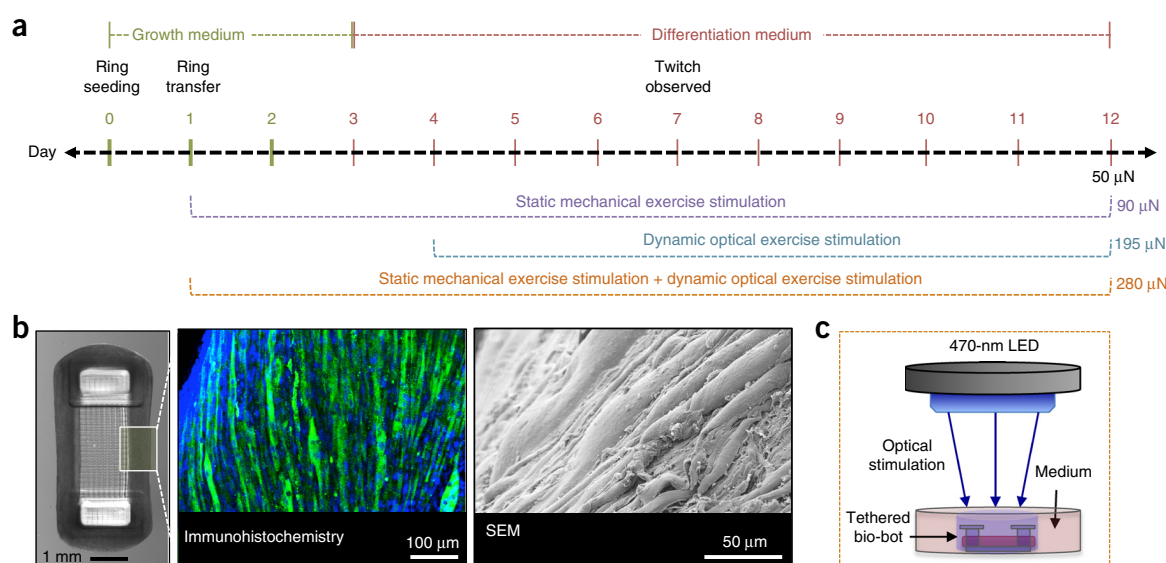 a
Growth medium
Differentiation medium
Ring
seeding
Ring
transfer
Twitch
observed
0 1 2 3 4 5 6 7 8 9 10 11 12
Day
50 μN
Static mechanical exercise stimulation
90 μN
Dynamic optical exercise stimulation
195 μN
Static mechanical exercise stimulation + dynamic optical exercise stimulation
280 μN
b
1 mm
Immunohistochemistry
100 μm
SEM
50 μm
c
470-nm LED
Optical
stimulation
Medium
Tethered
bio-bot